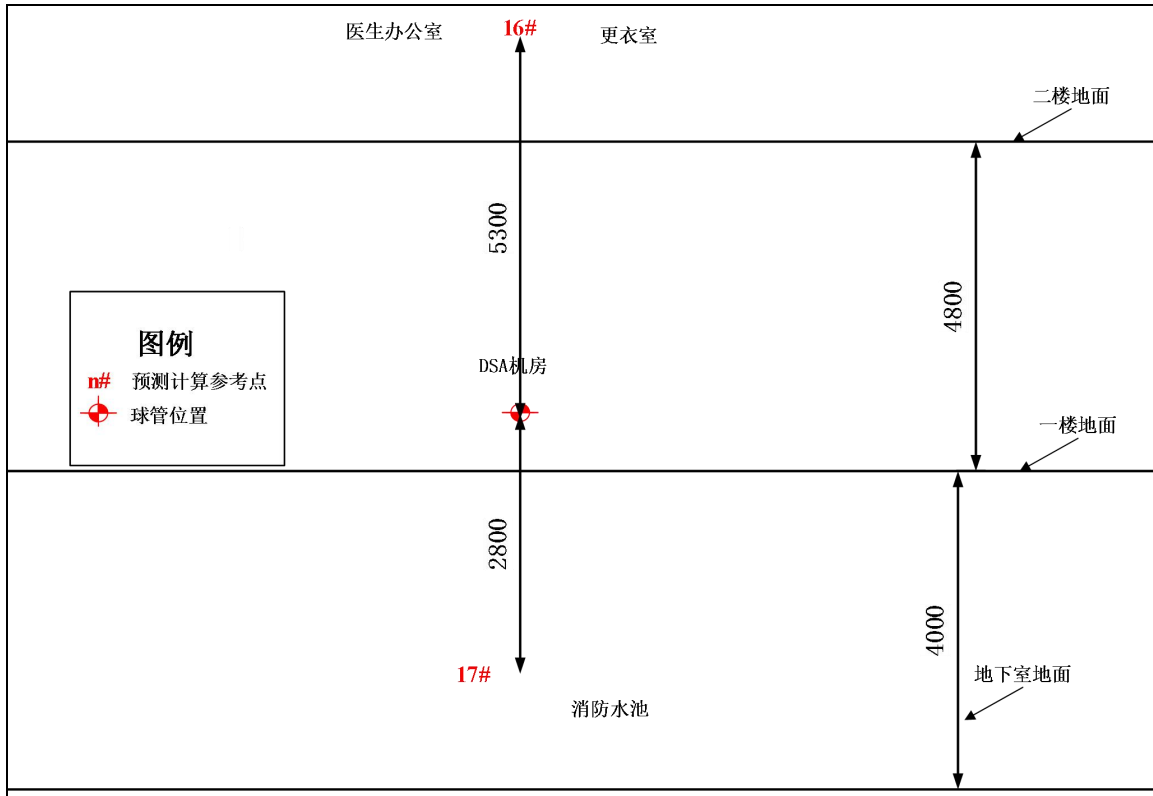 医生办公室 16# 更衣室
二楼地面
5300
4800
图例
n# 预测计算参考点
球管位置
DSA机房
一楼地面
2800
4000
17#
地下室地面
消防水池